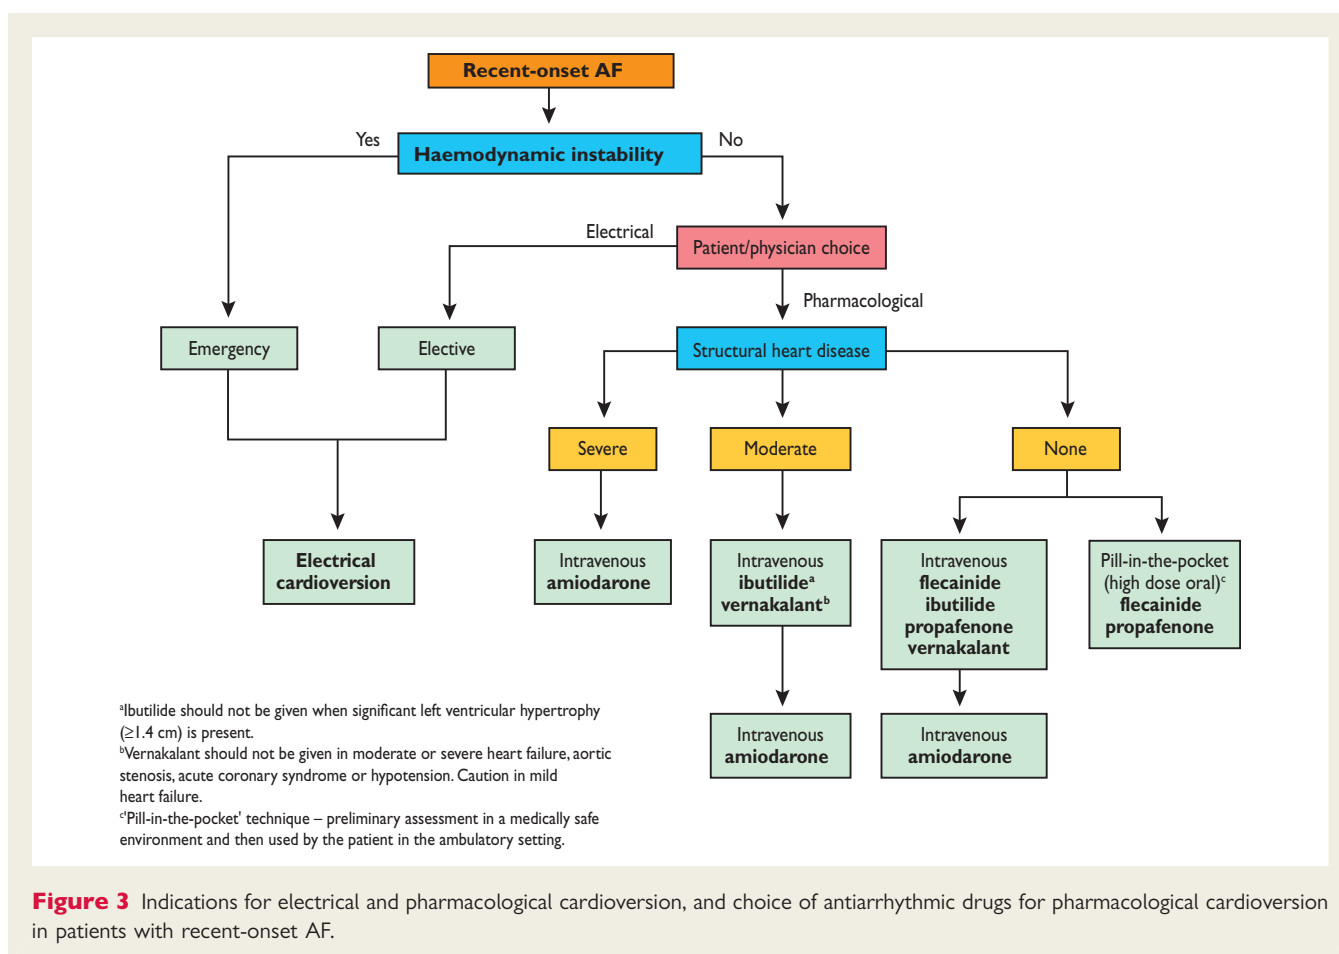 Recent-onset AF
Yes
Haemodynamic instability
No
Electrical
Patient/physician choice
Pharmacological
Emergency
Elective
Structural heart disease
Severe
Moderate
None
Electrical
cardioversion
Intravenous
amiodarone
Intravenous
ibutilideᵃ
vernakalantᵇ
Intravenous
flecainide
ibutilide
propafenone
vernakalant
Pill-in-the-pocket
(high dose oral)ᶜ
flecainide
propafenone
Intravenous
amiodarone
Intravenous
amiodarone
ᵃIbutilide should not be given when significant left ventricular hypertrophy
(≥1.4 cm) is present.
ᵇVernakalant should not be given in moderate or severe heart failure, aortic
stenosis, acute coronary syndrome or hypotension. Caution in mild
heart failure.
ᶜ'Pill-in-the-pocket' technique – preliminary assessment in a medically safe
environment and then used by the patient in the ambulatory setting.
Figure 3 Indications for electrical and pharmacological cardioversion, and choice of antiarrhythmic drugs for pharmacological cardioversion
in patients with recent-onset AF.